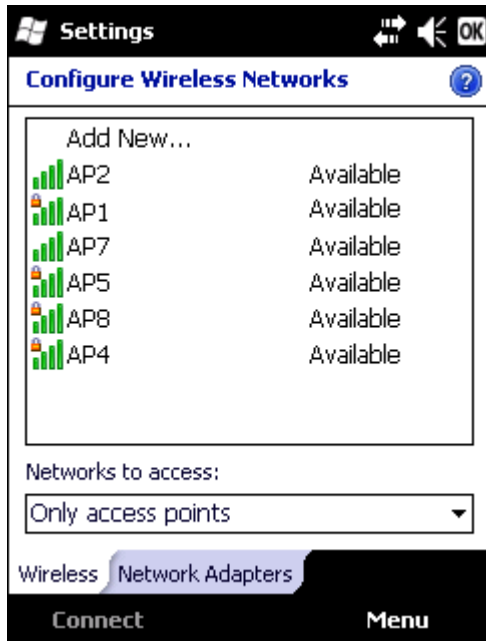 Settings OK
Configure Wireless Networks ?
Add New...
AP2 Available
AP1 Available
AP7 Available
AP5 Available
AP8 Available
AP4 Available
Networks to access:
Only access points
Wireless Network Adapters
Connect Menu